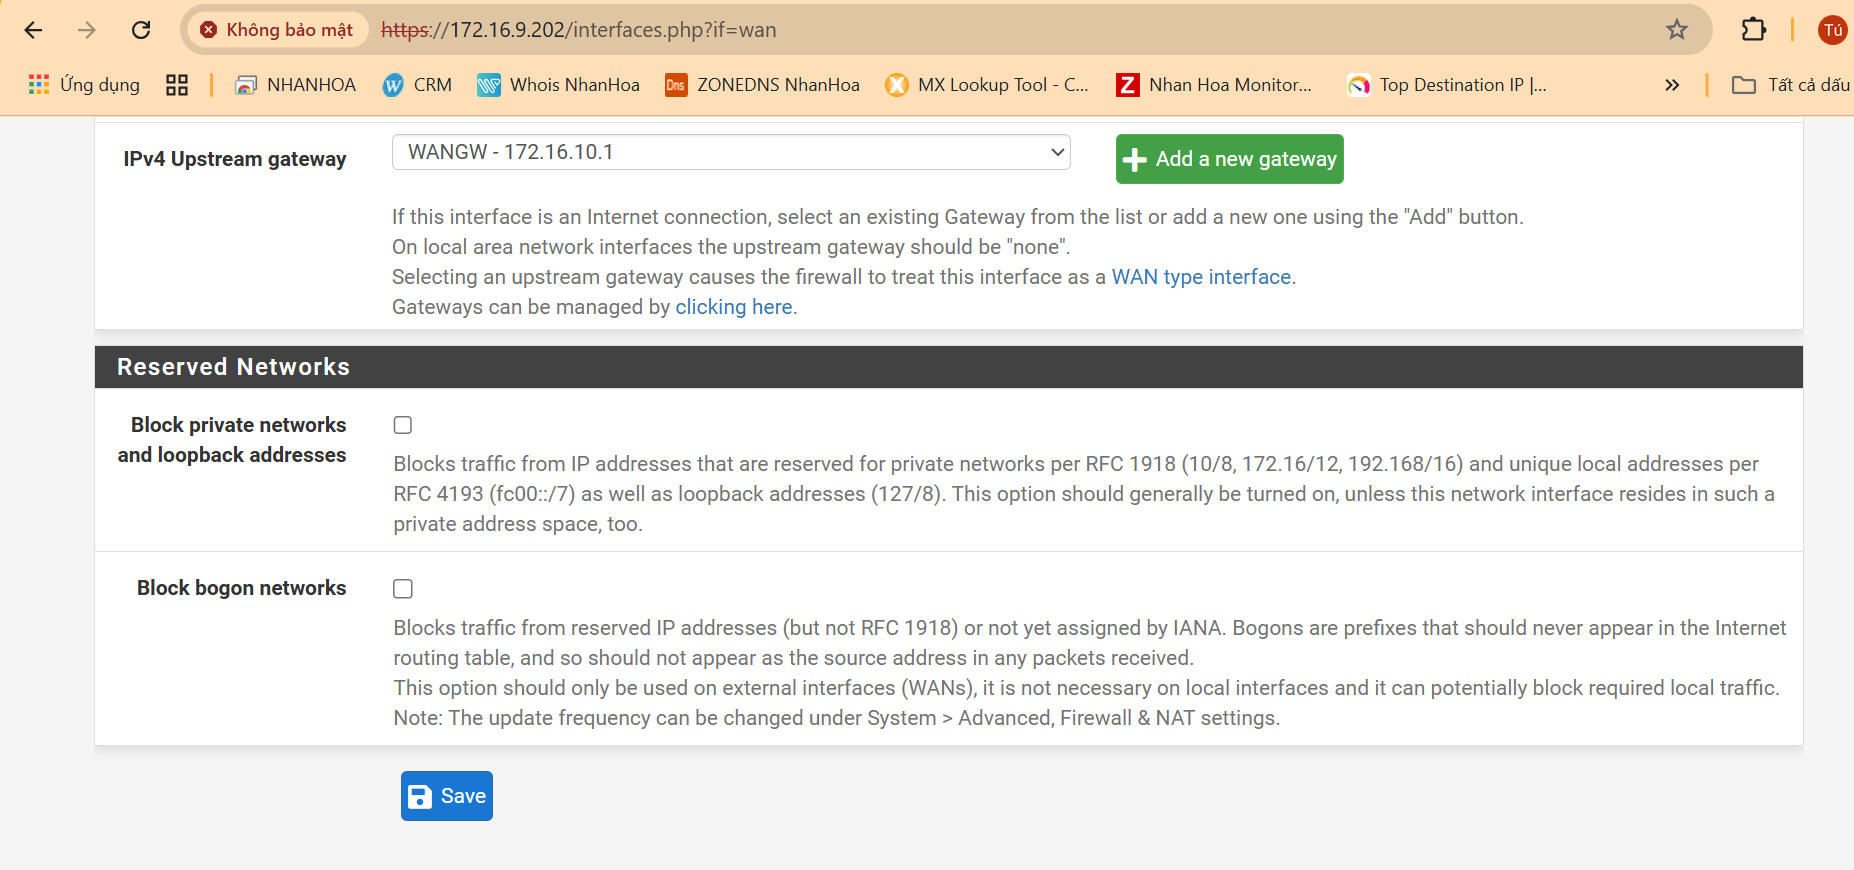 Không bảo mật
https://172.16.9.202/interfaces.php?if=wan
Tú
Ứng dụng
NHANHOA
W
CRM
W
Whois NhanHoa
Dns
ZONEDNS NhanHoa
X
MX Lookup Tool - C...
Z
Nhan Hoa Monitor...
Top Destination IP |...
»
Tất cả dấu
IPv4 Upstream gateway
WANGW - 172.16.10.1
Add a new gateway
If this interface is an Internet connection, select an existing Gateway from the list or add a new one using the "Add" button.
On local area network interfaces the upstream gateway should be "none".
Selecting an upstream gateway causes the firewall to treat this interface as a WAN type interface.
Gateways can be managed by clicking here.
Reserved Networks
Block private networks
and loopback addresses
Blocks traffic from IP addresses that are reserved for private networks per RFC 1918 (10/8, 172.16/12, 192.168/16) and unique local addresses per
RFC 4193 (fc00::/7) as well as loopback addresses (127/8). This option should generally be turned on, unless this network interface resides in such a
private address space, too.
Block bogon networks
Blocks traffic from reserved IP addresses (but not RFC 1918) or not yet assigned by IANA. Bogons are prefixes that should never appear in the Internet
routing table, and so should not appear as the source address in any packets received.
This option should only be used on external interfaces (WANs), it is not necessary on local interfaces and it can potentially block required local traffic.
Note: The update frequency can be changed under System > Advanced, Firewall & NAT settings.
Save